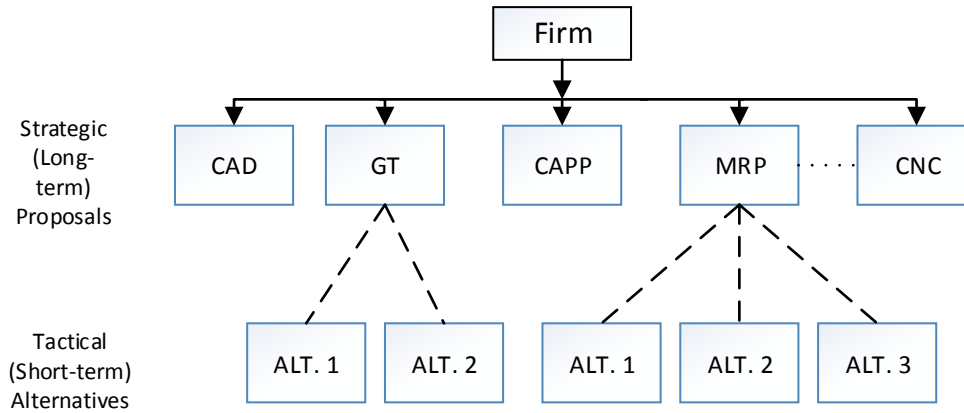 Firm
Strategic
(Long-
term)
Proposals
CAD
GT
CAPP
MRP
CNC
Tactical
(Short-term)
Alternatives
ALT. 1
ALT. 2
ALT. 1
ALT. 2
ALT. 3